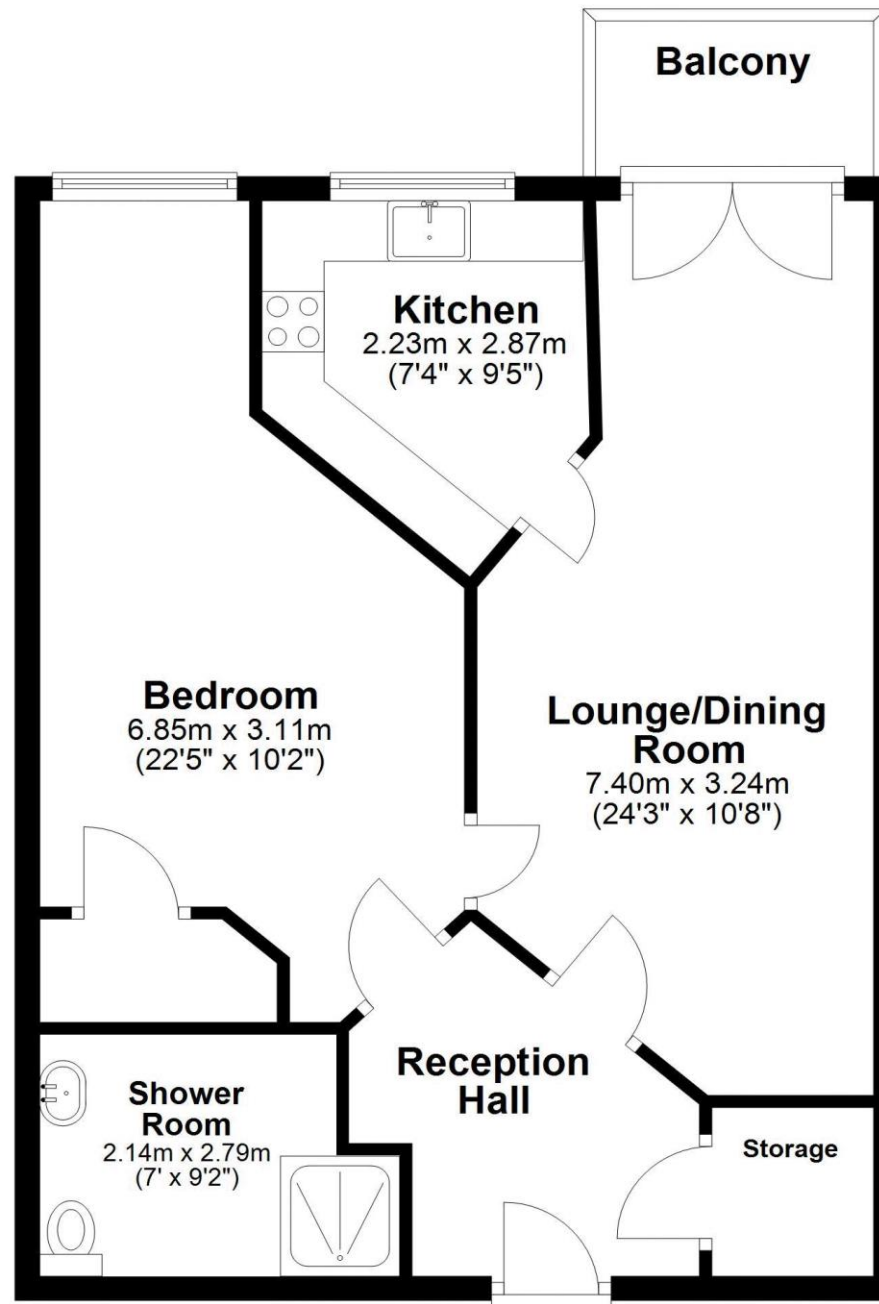 Balcony
Kitchen
2.23m x 2.87m
(7'4" x 9'5")
Bedroom
6.85m x 3.11m
(22'5" x 10'2")
Lounge/Dining
Room
7.40m x 3.24m
(24'3" x 10'8")
Reception
Hall
Shower
Room
2.14m x 2.79m
(7' x 9'2")
Storage